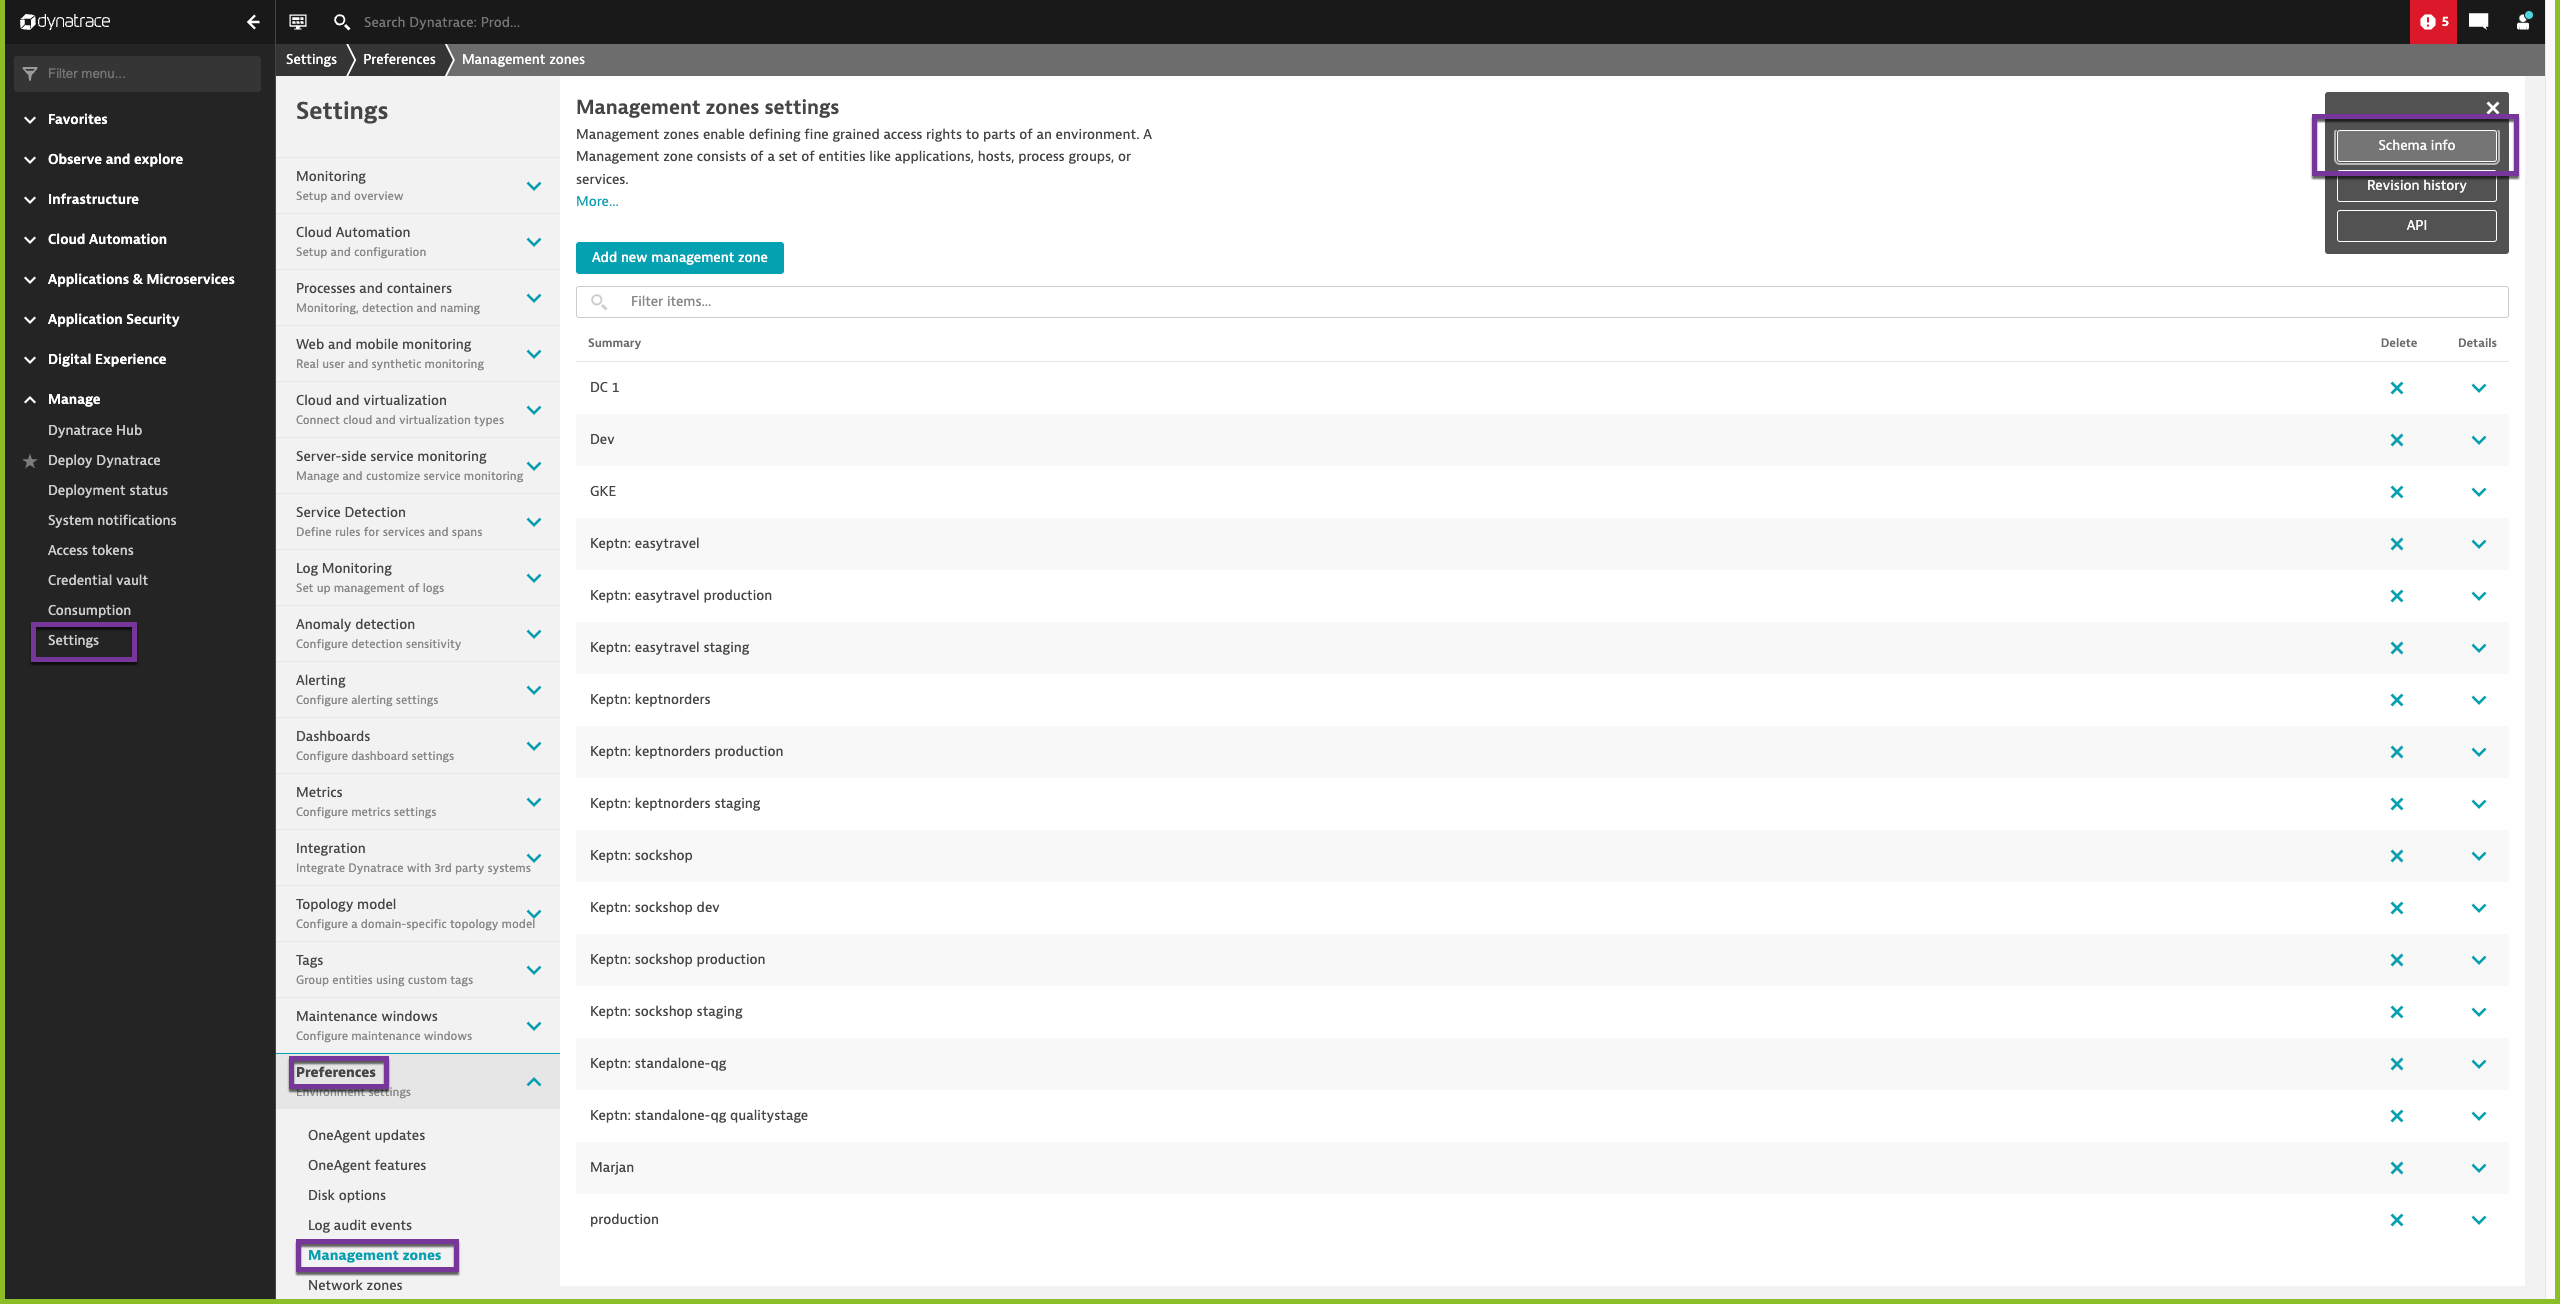 dynatrace
Search Dynatrace: Prod...
5
Filter menu...
Favorites
Observe and explore
Infrastructure
Cloud Automation
Applications & Microservices
Application Security
Digital Experience
Manage
Dynatrace Hub
Deploy Dynatrace
Deployment status
System notifications
Access tokens
Credential vault
Consumption
Settings
Settings
Preferences
Management zones
Settings
Monitoring
Setup and overview
Cloud Automation
Setup and configuration
Processes and containers
Monitoring, detection and naming
Web and mobile monitoring
Real user and synthetic monitoring
Cloud and virtualization
Connect cloud and virtualization types
Server-side service monitoring
Manage and customize service monitoring
Service Detection
Define rules for services and spans
Log Monitoring
Set up management of logs
Anomaly detection
Configure detection sensitivity
Alerting
Configure alerting settings
Dashboards
Configure dashboard settings
Metrics
Configure metrics settings
Integration
Integrate Dynatrace with 3rd party systems
Topology model
Configure a domain-specific topology model
Tags
Group entities using custom tags
Maintenance windows
Configure maintenance windows
Preferences
Environment settings
OneAgent updates
OneAgent features
Disk options
Log audit events
Management zones
Network zones
Management zones settings
Management zones enable defining fine grained access rights to parts of an environment. A
Management zone consists of a set of entities like applications, hosts, process groups, or
services.
More...
Schema info
Revision history
API
Add new management zone
Filter items...
Summary Delete Details
DC 1
Dev
GKE
Keptn: easytravel
Keptn: easytravel production
Keptn: easytravel staging
Keptn: keptnorders
Keptn: keptnorders production
Keptn: keptnorders staging
Keptn: sockshop
Keptn: sockshop dev
Keptn: sockshop production
Keptn: sockshop staging
Keptn: standalone-qg
Keptn: standalone-qg qualitystage
Marjan
production